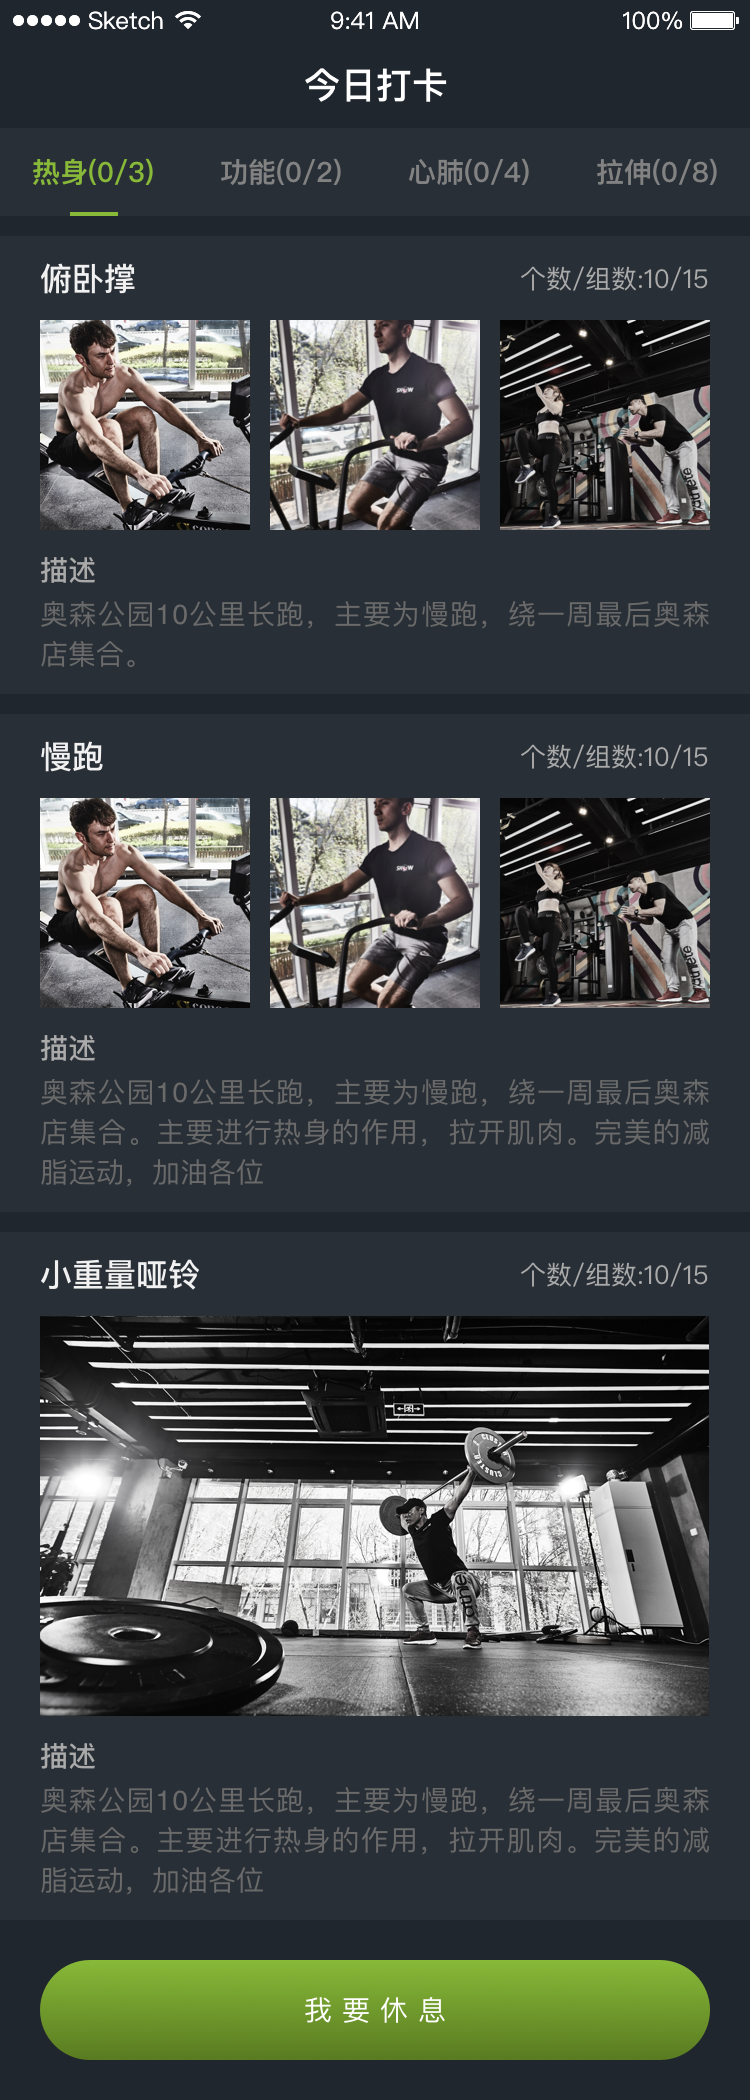 Sketch 9:41 AM 100%
今日打卡
热身(0/3) 功能(0/2) 心肺(0/4) 拉伸(0/8)
俯卧撑 个数/组数:10/15
SHOW
描述
奥森公园10公里长跑，主要为慢跑，绕一周最后奥森
店集合。
慢跑 个数/组数:10/15
SHOW
描述
奥森公园10公里长跑，主要为慢跑，绕一周最后奥森
店集合。主要进行热身的作用，拉开肌肉。完美的减
脂运动，加油各位
小重量哑铃 个数/组数:10/15
描述
奥森公园10公里长跑，主要为慢跑，绕一周最后奥森
店集合。主要进行热身的作用，拉开肌肉。完美的减
脂运动，加油各位
我要休息